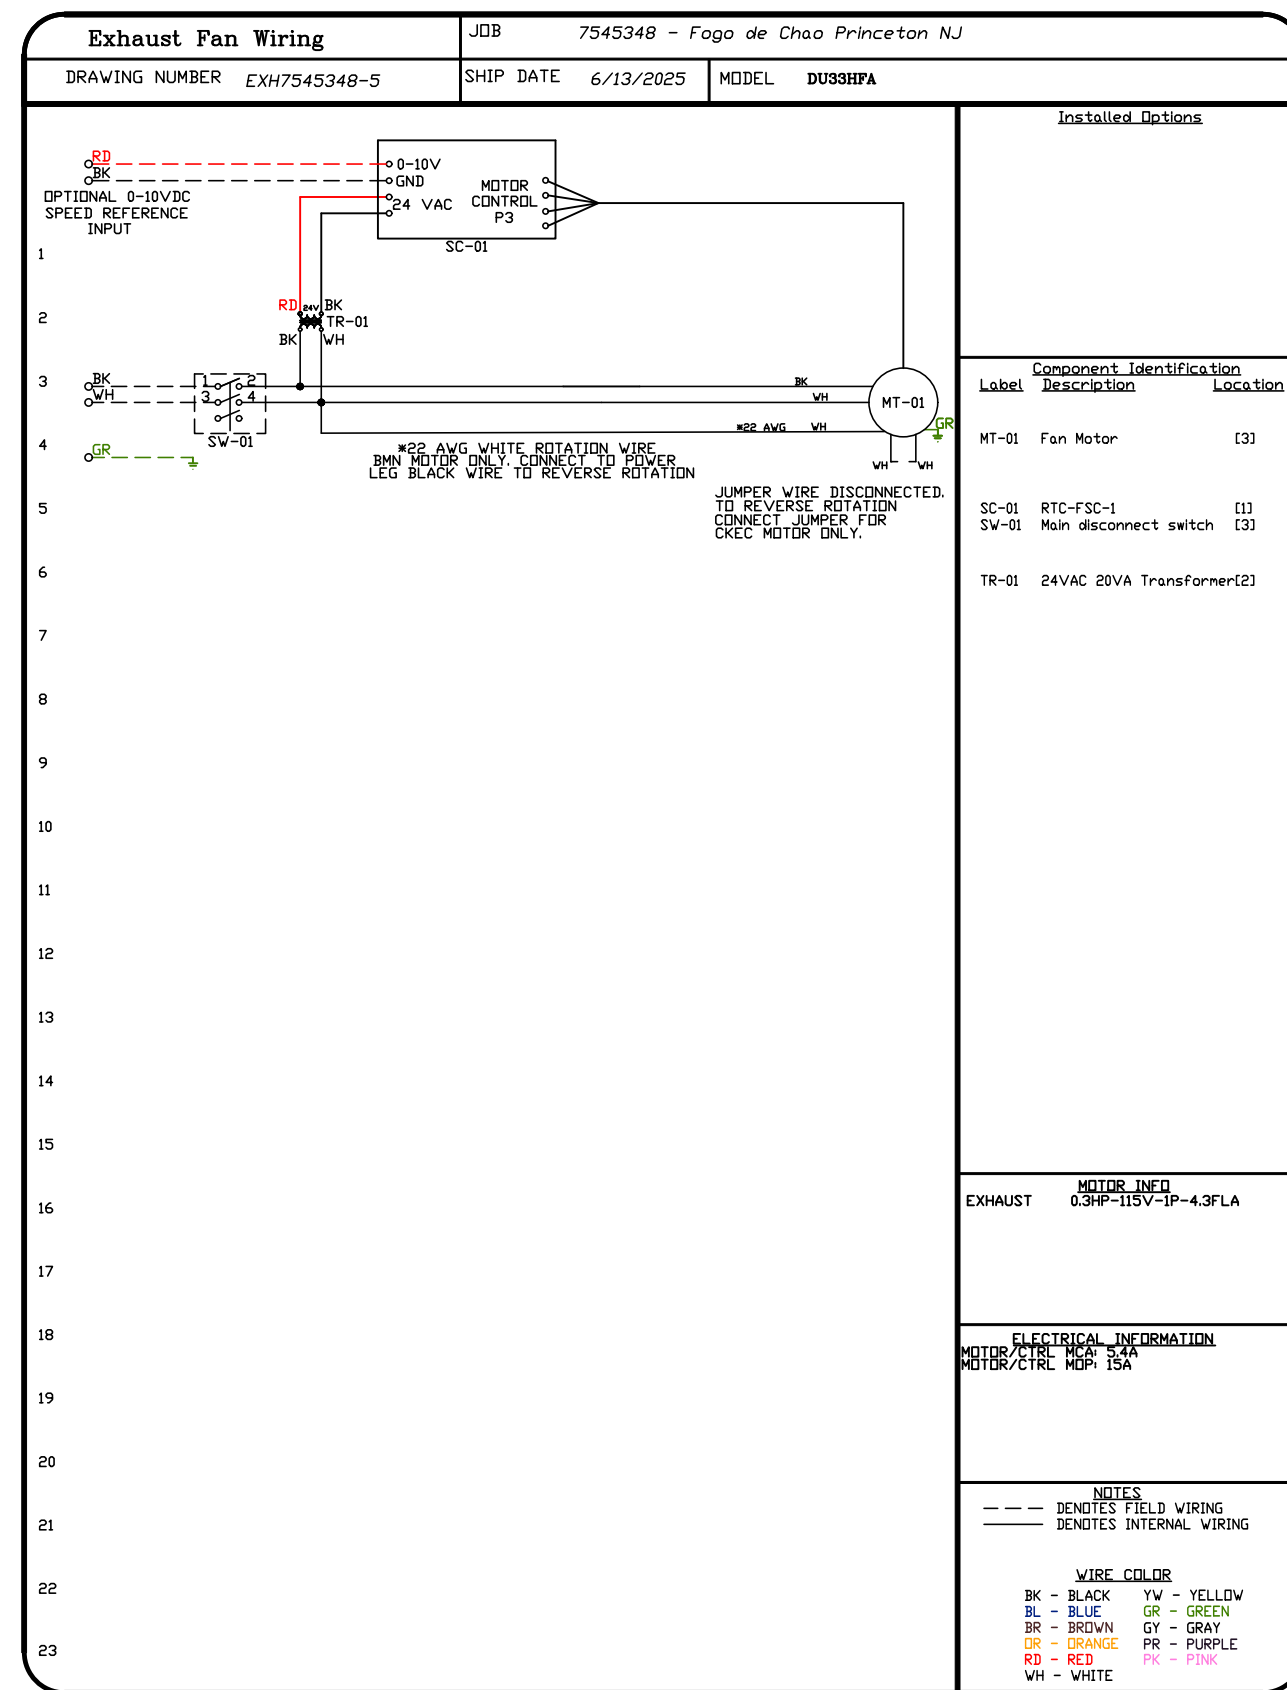 Exhaust Fan Wiring
JOB 7545348 - Fogo de Chao Princeton NJ
DRAWING NUMBER EXH7545348-5
SHIP DATE 6/13/2025
MODEL DU33HFA
RD
BK
OPTIONAL 0-10VDC
SPEED REFERENCE
INPUT
0-10V
GND
24 VAC
MOTOR
CONTROL
P3
SC-01
RD 24V BK
TR-01
BK WH
BK
WH
1 2
3 4
SW-01
GR
BK
WH
*22 AWG WH
MT-01
GR
WH WH
*22 AWG WHITE ROTATION WIRE
BMN MOTOR ONLY. CONNECT TO POWER
LEG BLACK WIRE TO REVERSE ROTATION
JUMPER WIRE DISCONNECTED.
TO REVERSE ROTATION
CONNECT JUMPER FOR
CKEC MOTOR ONLY.
1
2
3
4
5
6
7
8
9
10
11
12
13
14
15
16
17
18
19
20
21
22
23
Installed Options
Component Identification
Label Description Location
MT-01 Fan Motor [3]
SC-01 RTC-FSC-1 [1]
SW-01 Main disconnect switch [3]
TR-01 24VAC 20VA Transformer[2]
MOTOR INFO
EXHAUST 0.3HP-115V-1P-4.3FLA
ELECTRICAL INFORMATION
MOTOR/CTRL MCA: 5.4A
MOTOR/CTRL MOP: 15A
NOTES
DENOTES FIELD WIRING
DENOTES INTERNAL WIRING
WIRE COLOR
BK - BLACK YW - YELLOW
BL - BLUE GR - GREEN
BR - BROWN GY - GRAY
OR - ORANGE PR - PURPLE
RD - RED PK - PINK
WH - WHITE